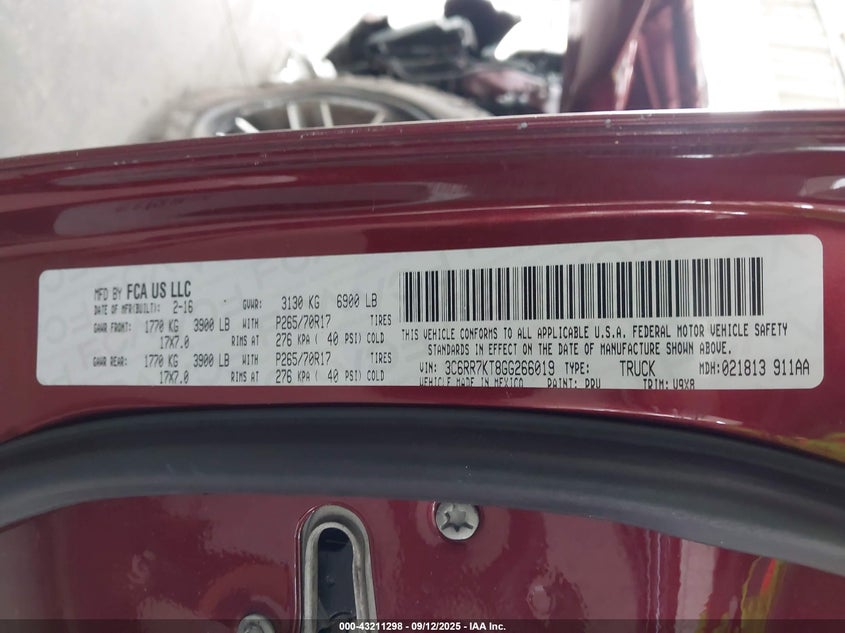 MFD BY FCA US LLC
DATE OF MFR(BUILT): 2-16 GVWR: 3130 KG 6900 LB
GAWR FRONT: 1770 KG 3900 LB WITH P265/70R17 TIRES
17X7.0 RIMS AT 276 KPA ( 40 PSI) COLD
GAWR REAR: 1770 KG 3900 LB WITH P265/70R17 TIRES
17X7.0 RIMS AT 276 KPA ( 40 PSI) COLD
THIS VEHICLE CONFORMS TO ALL APPLICABLE U.S.A. FEDERAL MOTOR VEHICLE SAFETY
STANDARDS IN EFFECT ON THE DATE OF MANUFACTURE SHOWN ABOVE.
VIN: 3C6RR7KT8GG266019 TYPE: TRUCK MDH: 021813 911AA
VEHICLE MADE IN MEXICO PAINT: PRV TRIM: V9X8
000-43211298 - 09/12/2025 - IAA Inc.